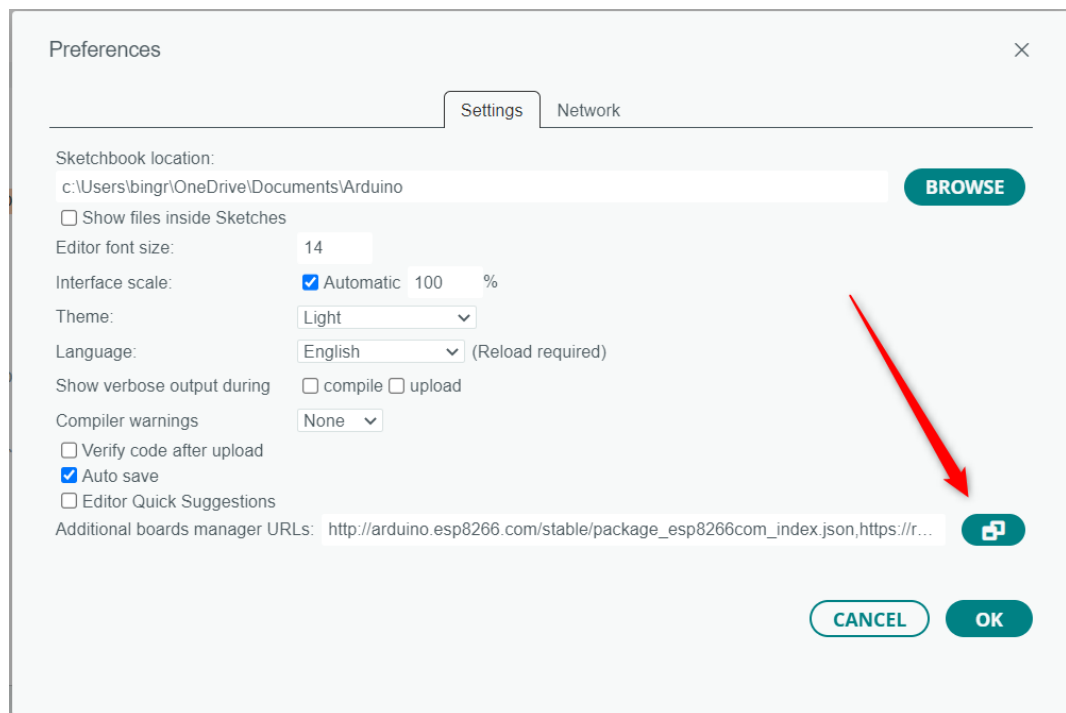 Preferences
Settings Network
Sketchbook location:
c:\Users\bingr\OneDrive\Documents\Arduino BROWSE
Show files inside Sketches
Editor font size: 14
Interface scale: Automatic 100 %
Theme: Light
Language: English (Reload required)
Show verbose output during compile upload
Compiler warnings None
Verify code after upload
Auto save
Editor Quick Suggestions
Additional boards manager URLs: http://arduino.esp8266.com/stable/package_esp8266com_index.json,https://r...
CANCEL OK